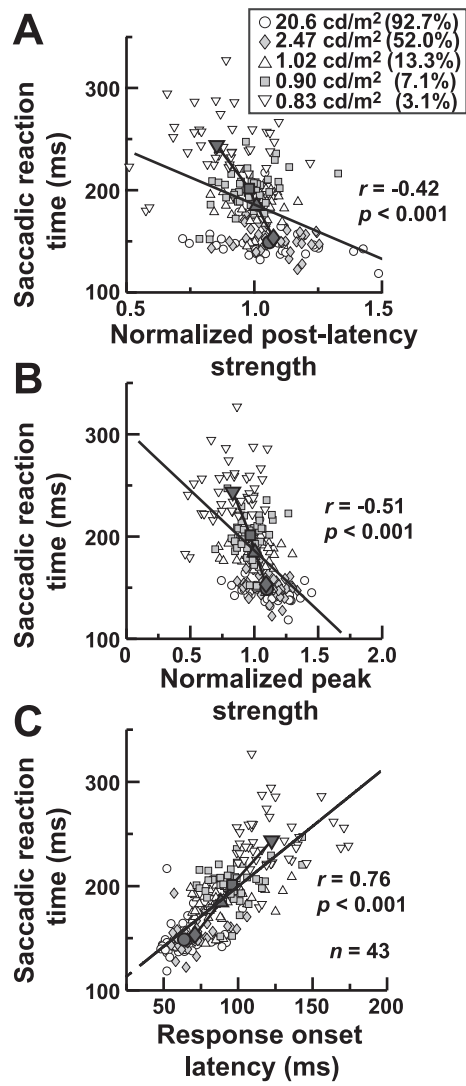 A
20.6 cd/m² (92.7%)
2.47 cd/m² (52.0%)
1.02 cd/m² (13.3%)
0.90 cd/m² (7.1%)
0.83 cd/m² (3.1%)
Saccadic reaction
time (ms)
300
200
100
r = -0.42
p < 0.001
0.5 1.0 1.5
Normalized post-latency
strength
B
Saccadic reaction
time (ms)
300
200
100
r = -0.51
p < 0.001
0 0.5 1.0 1.5 2.0
Normalized peak
strength
C
Saccadic reaction
time (ms)
300
200
100
r = 0.76
p < 0.001
n = 43
50 100 150 200
Response onset
latency (ms)